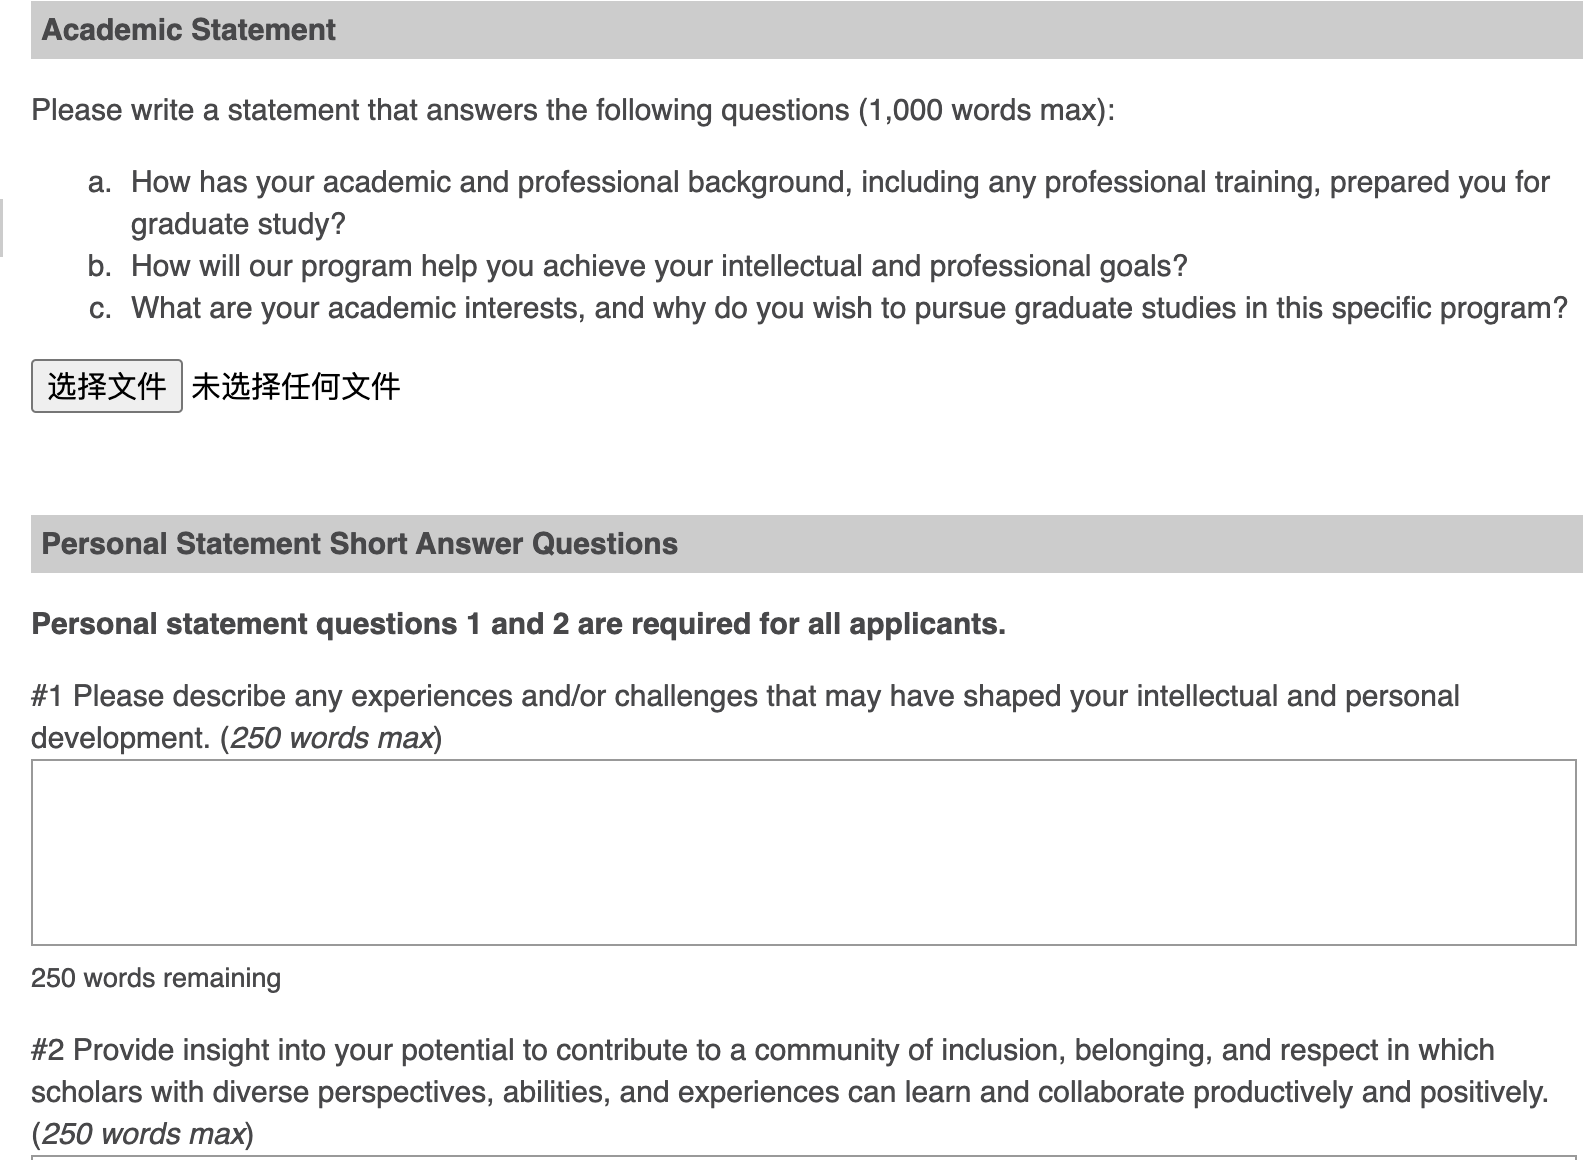 Academic Statement
Please write a statement that answers the following questions (1,000 words max):
a. How has your academic and professional background, including any professional training, prepared you for
graduate study?
b. How will our program help you achieve your intellectual and professional goals?
c. What are your academic interests, and why do you wish to pursue graduate studies in this specific program?
选择文件 未选择任何文件
Personal Statement Short Answer Questions
Personal statement questions 1 and 2 are required for all applicants.
#1 Please describe any experiences and/or challenges that may have shaped your intellectual and personal
development. (250 words max)
250 words remaining
#2 Provide insight into your potential to contribute to a community of inclusion, belonging, and respect in which
scholars with diverse perspectives, abilities, and experiences can learn and collaborate productively and positively.
(250 words max)